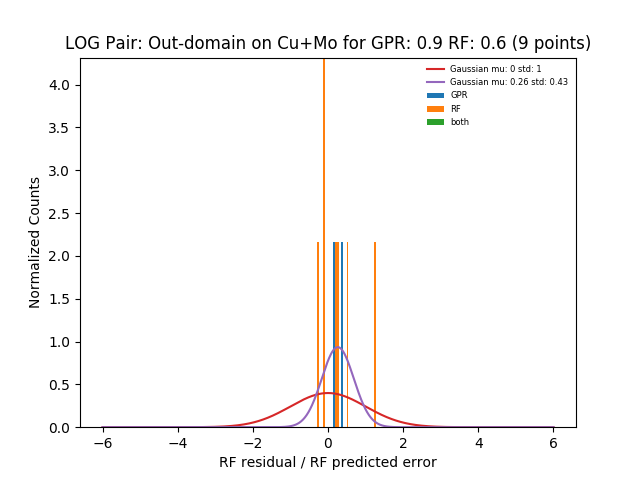 LOG Pair: Out-domain on Cu+Mo for GPR: 0.9 RF: 0.6 (9 points)
Gaussian mu: 0 std: 1
Gaussian mu: 0.26 std: 0.43
GPR
RF
both
Normalized Counts
4.0
3.5
3.0
2.5
2.0
1.5
1.0
0.5
0.0
−6 −4 −2 0 2 4 6
RF residual / RF predicted error